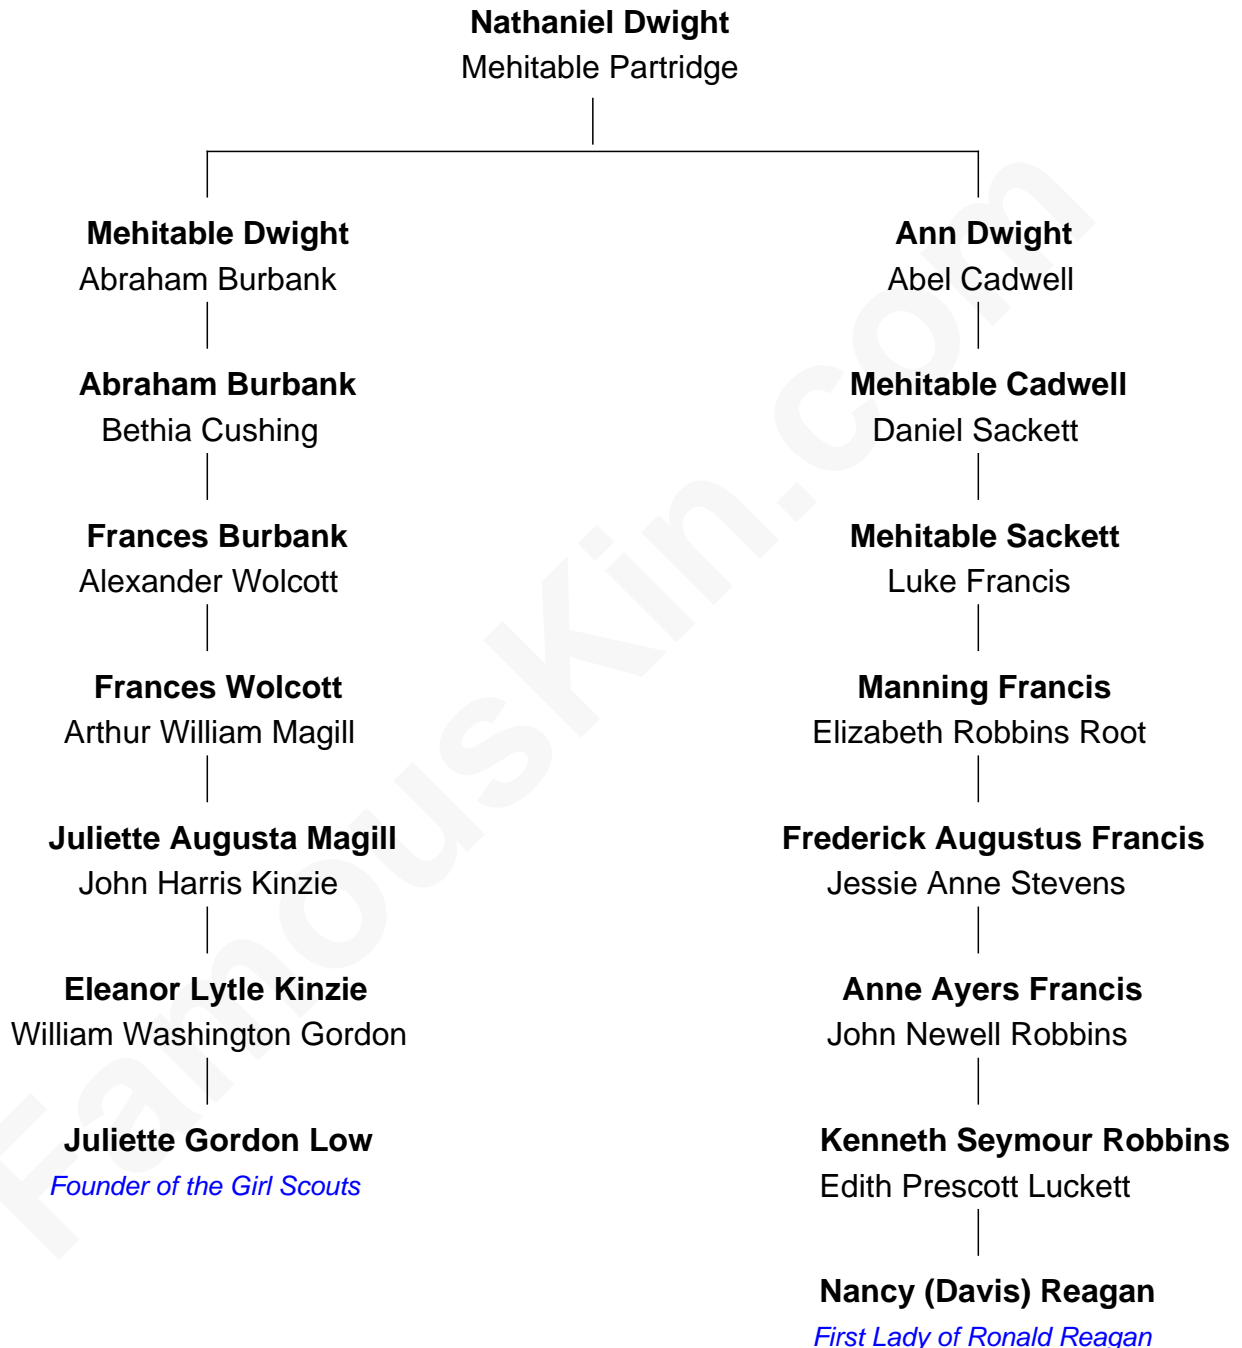 Nathaniel Dwight
Mehitable Partridge
Mehitable Dwight
Abraham Burbank
Ann Dwight
Abel Cadwell
Abraham Burbank
Bethia Cushing
Mehitable Cadwell
Daniel Sackett
Frances Burbank
Alexander Wolcott
Mehitable Sackett
Luke Francis
Frances Wolcott
Arthur William Magill
Manning Francis
Elizabeth Robbins Root
Juliette Augusta Magill
John Harris Kinzie
Frederick Augustus Francis
Jessie Anne Stevens
Eleanor Lytle Kinzie
William Washington Gordon
Anne Ayers Francis
John Newell Robbins
Juliette Gordon Low
Founder of the Girl Scouts
Kenneth Seymour Robbins
Edith Prescott Luckett
Nancy (Davis) Reagan
First Lady of Ronald Reagan
FamousKin.com